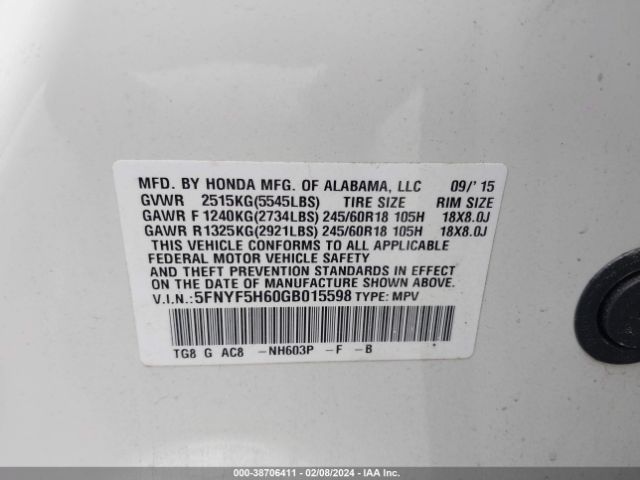 MFD. BY HONDA MFG. OF ALABAMA, LLC 09/'15
GVWR 2515KG(5545LBS) TIRE SIZE RIM SIZE
GAWR F 1240KG(2734LBS) 245/60R18 105H 18X8.0J
GAWR R1325KG(2921LBS) 245/60R18 105H 18X8.0J
THIS VEHICLE CONFORMS TO ALL APPLICABLE
FEDERAL MOTOR VEHICLE SAFETY
AND THEFT PREVENTION STANDARDS IN EFFECT
ON THE DATE OF MANUFACTURE SHOWN ABOVE.
V.I.N.:5FNYF5H60GB015598 TYPE: MPV
TG8 G AC8 -NH603P -F -B
000-38706411 - 02/08/2024 - IAAI.com